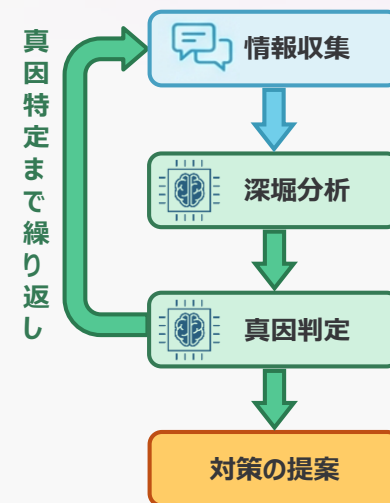 真因特定まで繰り返し
情報収集
深堀分析
真因判定
対策の提案